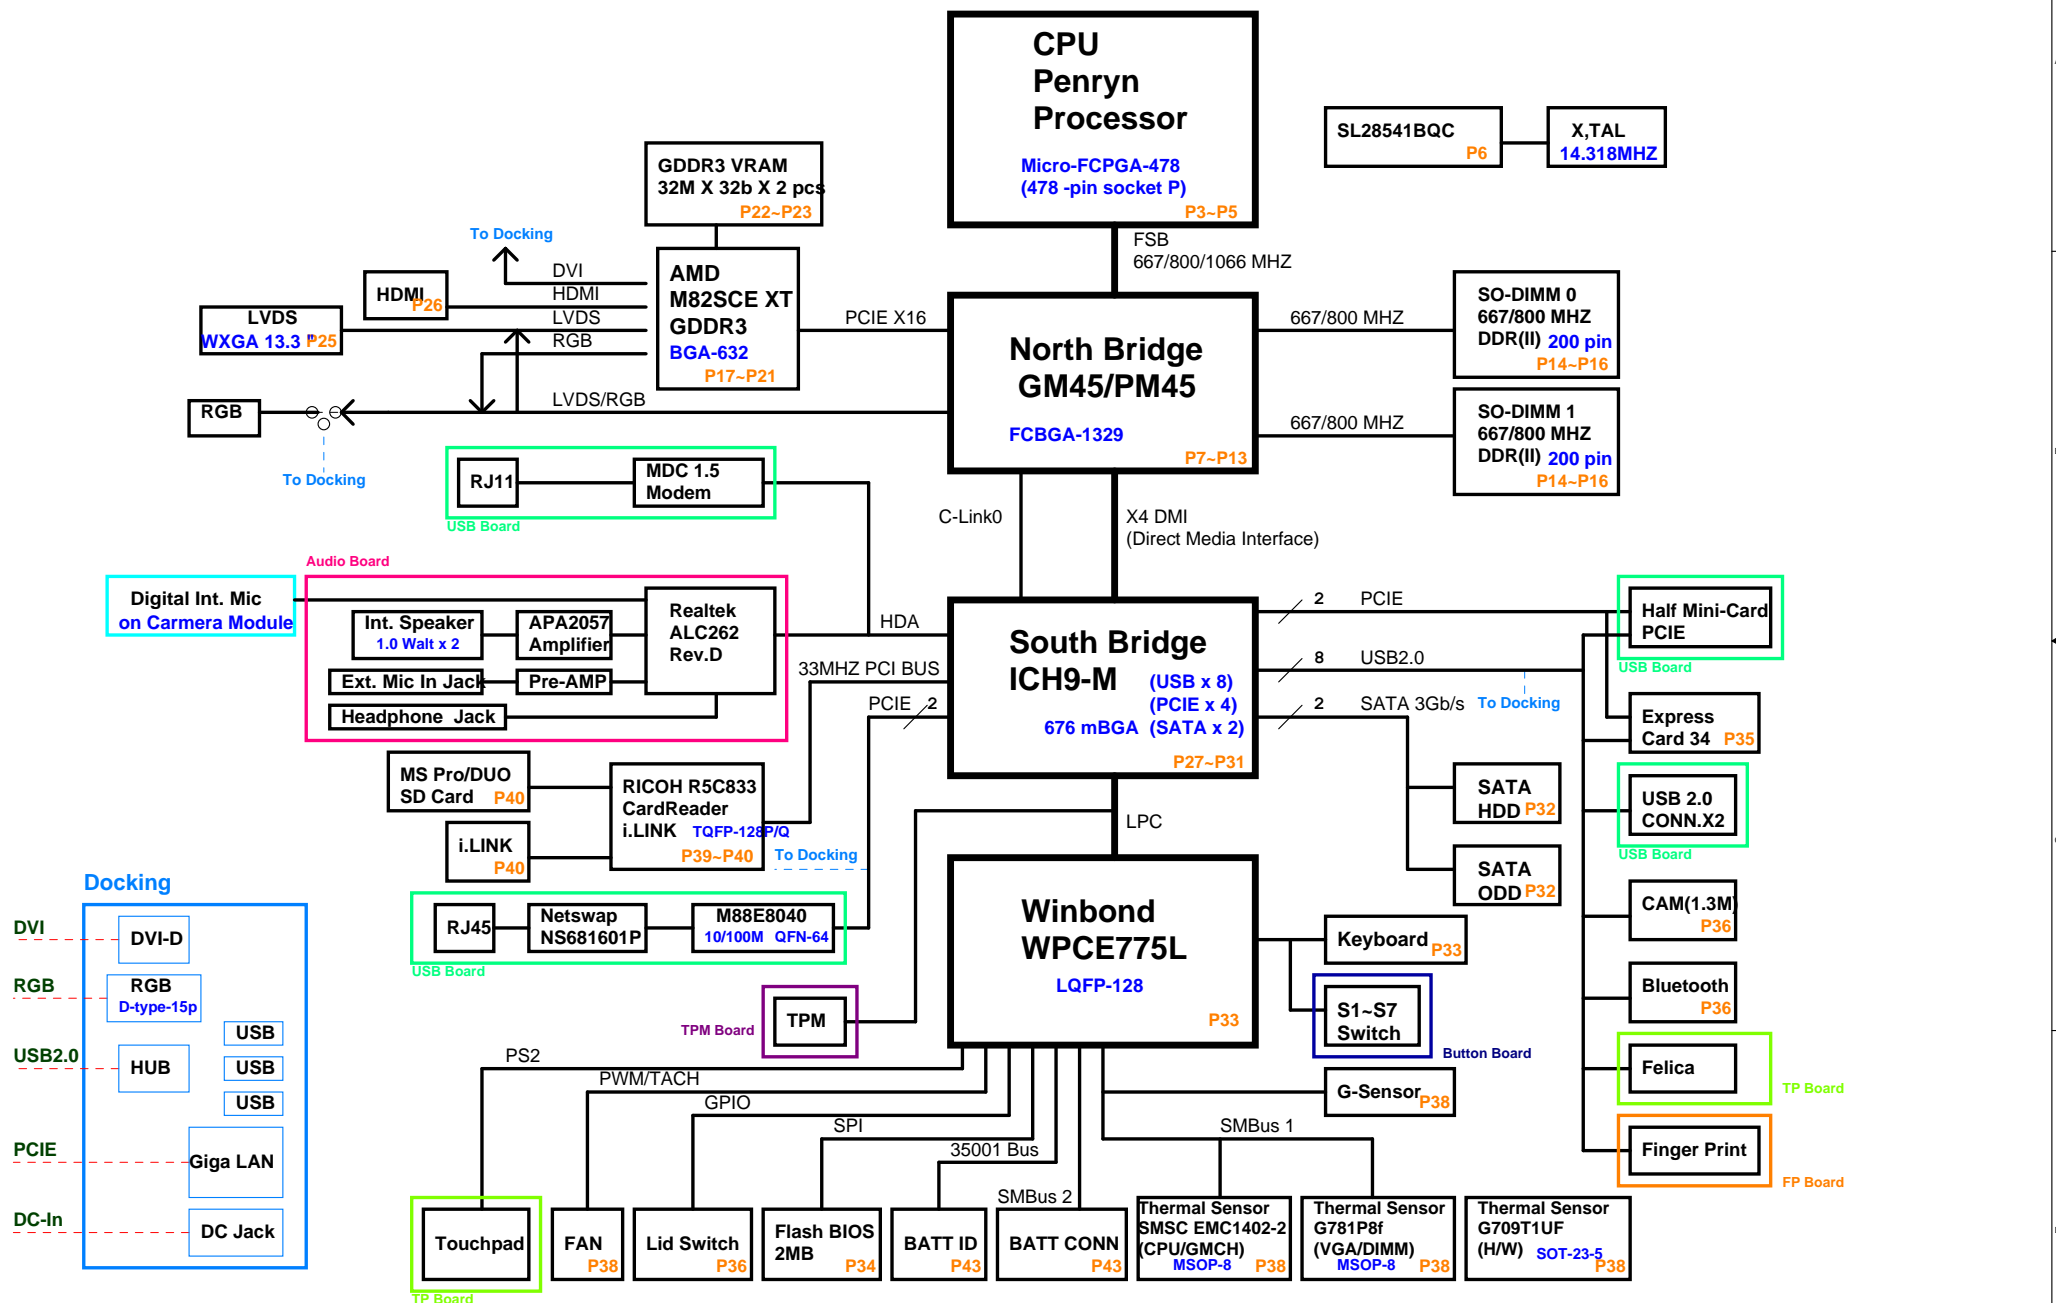 CPU
Penryn
Processor
Micro-FCPGA-478
(478 -pin socket P)
P3~P5
SL28541BQC
P6
X,TAL
14.318MHZ
GDDR3 VRAM
32M X 32b X 2 pcs
P22~P23
To Docking
FSB
667/800/1066 MHZ
DVI
HDMI
LVDS
RGB
HDMI
P26
LVDS
WXGA 13.3 "
P25
AMD
M82SCE XT
GDDR3
BGA-632
P17~P21
PCIE X16
North Bridge
GM45/PM45
FCBGA-1329
P7~P13
667/800 MHZ
SO-DIMM 0
667/800 MHZ
DDR(II) 200 pin
P14~P16
667/800 MHZ
SO-DIMM 1
667/800 MHZ
DDR(II) 200 pin
P14~P16
RGB
LVDS/RGB
To Docking
RJ11
MDC 1.5
Modem
USB Board
C-Link0
X4 DMI
(Direct Media Interface)
Audio Board
Digital Int. Mic
on Carmera Module
Int. Speaker
1.0 Walt x 2
APA2057
Amplifier
Realtek
ALC262
Rev.D
Ext. Mic In Jack
Pre-AMP
Headphone Jack
HDA
33MHZ PCI BUS
PCIE
2
South Bridge
ICH9-M
(USB x 8)
(PCIE x 4)
676 mBGA (SATA x 2)
P27~P31
2 PCIE
8 USB2.0
2 SATA 3Gb/s
To Docking
Half Mini-Card
PCIE
USB Board
Express
Card 34 P35
MS Pro/DUO
SD Card P40
i.LINK
P40
RICOH R5C833
CardReader
i.LINK TQFP-128P/Q
P39~P40
To Docking
SATA
HDD P32
SATA
ODD P32
USB 2.0
CONN.X2
USB Board
LPC
RJ45
Netswap
NS681601P
M88E8040
10/100M QFN-64
USB Board
Winbond
WPCE775L
LQFP-128
P33
Keyboard P33
S1~S7
Switch
Button Board
TPM Board
TPM
CAM(1.3M)
P36
Bluetooth
P36
Felica
TP Board
Finger Print
FP Board
G-Sensor P38
Docking
DVI
DVI-D
RGB
RGB
D-type-15p
USB
USB2.0
HUB
USB
USB
PCIE
Giga LAN
DC-In
DC Jack
PS2
PWM/TACH
GPIO
SPI
35001 Bus
SMBus 2
SMBus 1
Touchpad
TP Board
FAN
P38
Lid Switch
P36
Flash BIOS
2MB
P34
BATT ID
P43
BATT CONN
P43
Thermal Sensor
SMSC EMC1402-2
(CPU/GMCH)
MSOP-8 P38
Thermal Sensor
G781P8f
(VGA/DIMM)
MSOP-8 P38
Thermal Sensor
G709T1UF
(H/W) SOT-23-5
P38